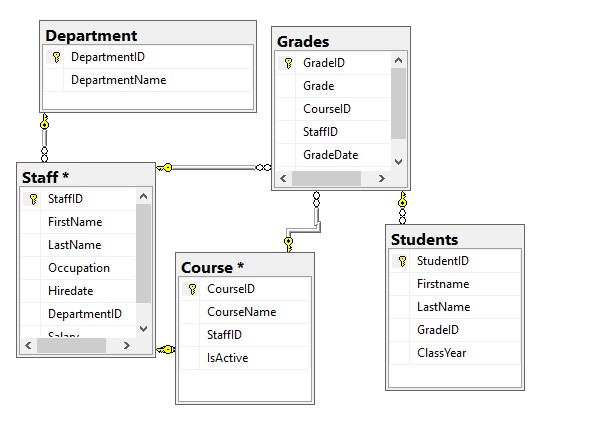 Department
DepartmentID
DepartmentName
Grades
GradeID
Grade
CourseID
StaffID
GradeDate
Staff *
StaffID
FirstName
LastName
Occupation
Hiredate
DepartmentID
Salary
Course *
CourseID
CourseName
StaffID
IsActive
Students
StudentID
Firstname
LastName
GradeID
ClassYear